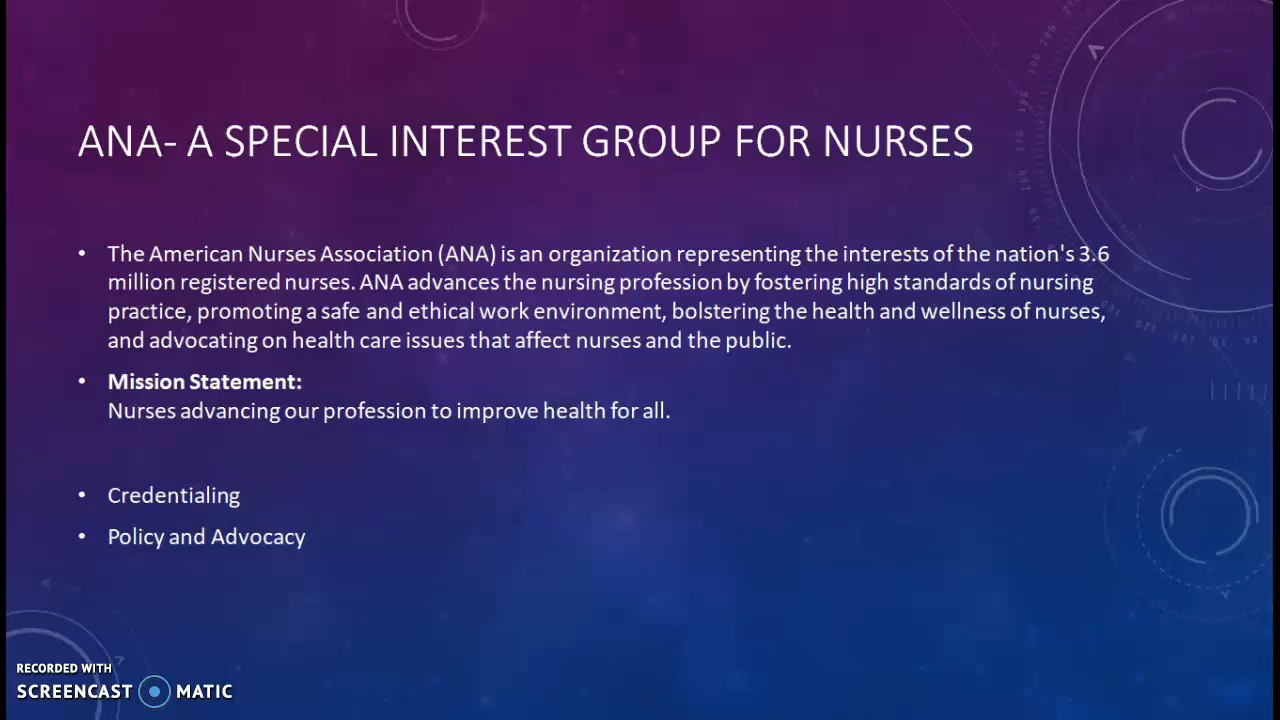 ANA- A SPECIAL INTEREST GROUP FOR NURSES
• The American Nurses Association (ANA) is an organization representing the interests of the nation's 3.6
million registered nurses. ANA advances the nursing profession by fostering high standards of nursing
practice, promoting a safe and ethical work environment, bolstering the health and wellness of nurses,
and advocating on health care issues that affect nurses and the public.
• Mission Statement:
Nurses advancing our profession to improve health for all.
• Credentialing
• Policy and Advocacy
RECORDED WITH
SCREENCAST MATIC